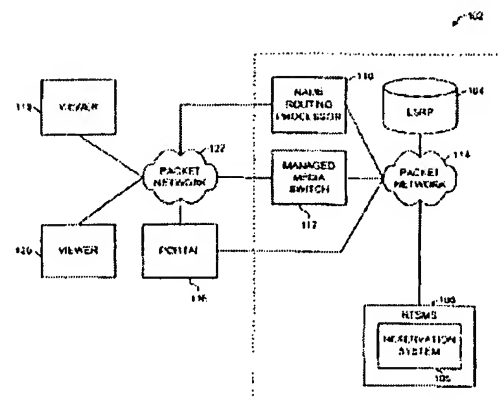 102
110
118
VIEWER
NAME
ROUTING
PROCESSOR
104
122
114
PACKET
NETWORK
MANAGED
MEDIA
SWITCH
PACKET
NETWORK
112
120
VIEWER
PORTAL
116
RTSMS
RESERVATION
SYSTEM